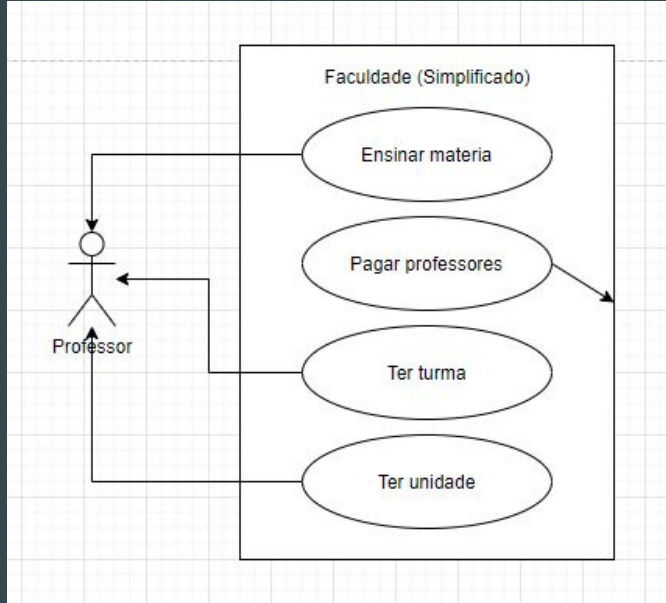 Faculdade (Simplificado)
Ensinar materia
Pagar professores
Professor
Ter turma
Ter unidade